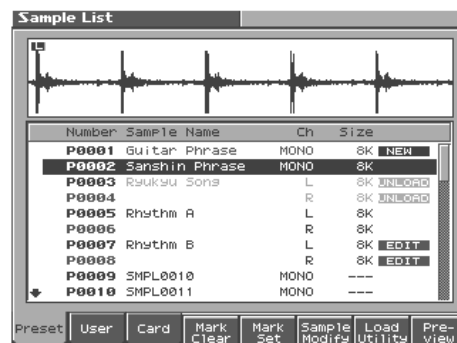 Sample List
L
Number Sample Name Ch Size
P0001 Guitar Phrase MONO 8K NEW
P0002 Sanshin Phrase MONO 8K
P0003 Ryukyu Song L 8K UNLOAD
P0004 R 8K UNLOAD
P0005 Rhythm A L 8K
P0006 R 8K
P0007 Rhythm B L 8K EDIT
P0008 R 8K EDIT
P0009 SMPL0010 MONO ---
P0010 SMPL0011 MONO ---
Preset User Card Mark Clear Mark Set Sample Modify Load Utility Pre-view